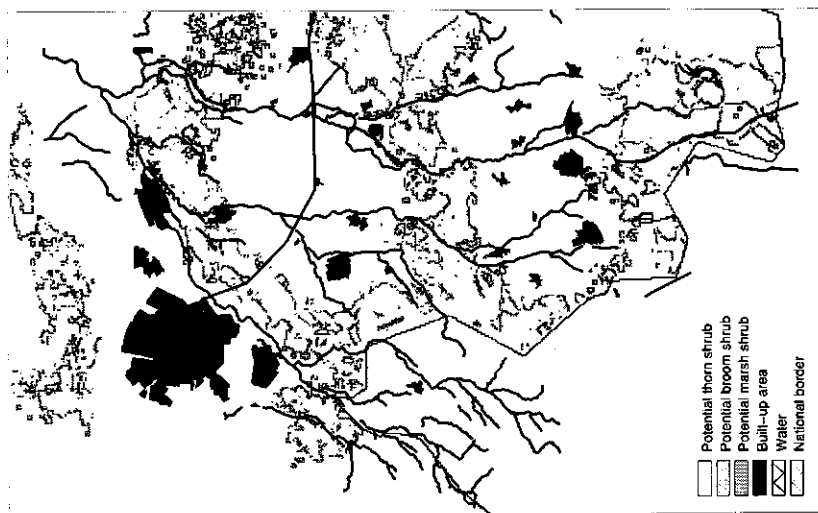 Potential thorn shrub
Potential broom shrub
Potential marsh shrub
Built-up area
Water
National border